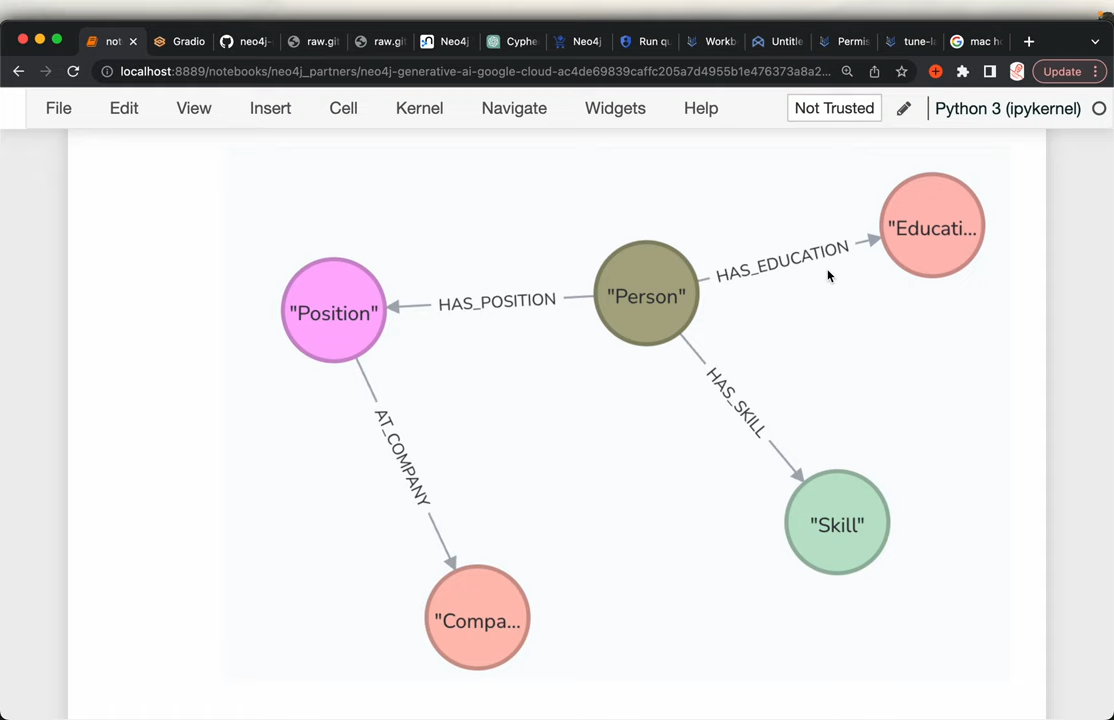 not
Gradio
neo4j-
raw.git
raw.git
Neo4j
Cyphe
Neo4j
Run qu
Workb
Untitle
Permis
tune-l
mac h
localhost:8889/notebooks/neo4j_partners/neo4j-generative-ai-google-cloud-ac4de69839caffc205a7d4955b1e476373a8a2...
Update
File Edit View Insert Cell Kernel Navigate Widgets Help
Not Trusted
Python 3 (ipykernel)
"Educati...
HAS_EDUCATION
"Person"
HAS_POSITION
"Position"
HAS_SKILL
AT_COMPANY
"Skill"
"Compa...